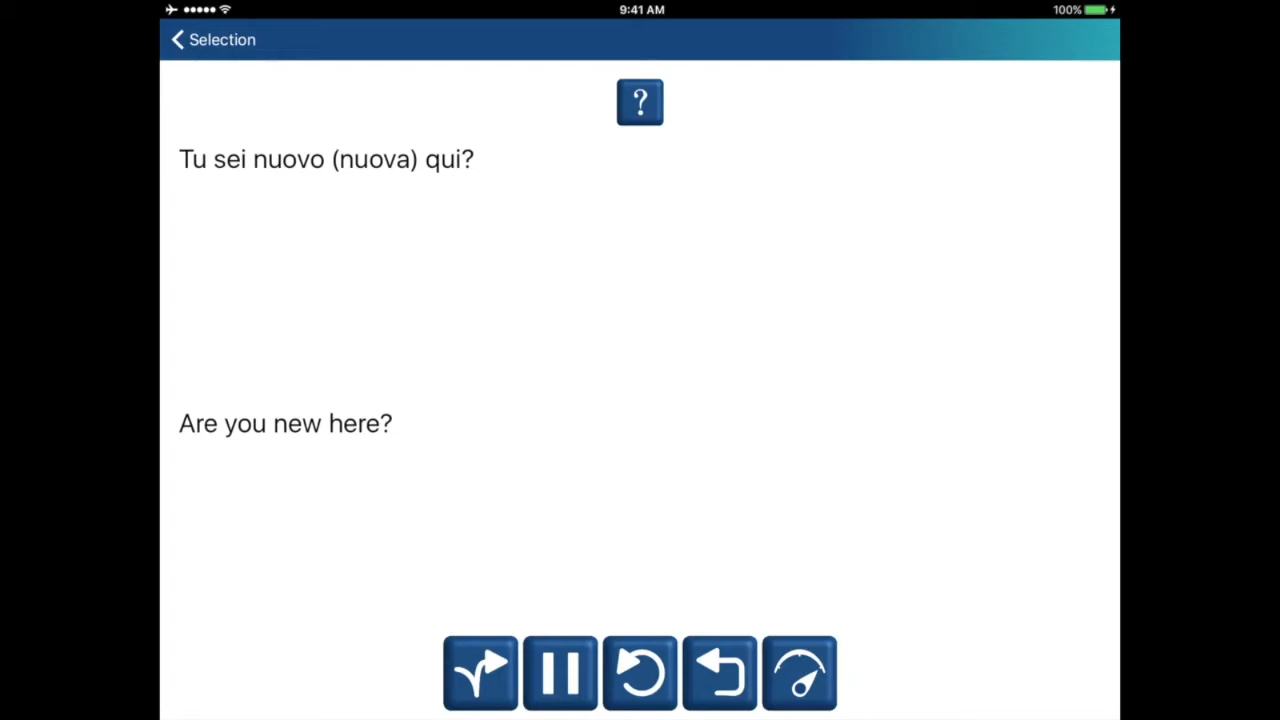 9:41 AM
100%
Selection
?
Tu sei nuovo (nuova) qui?
Are you new here?